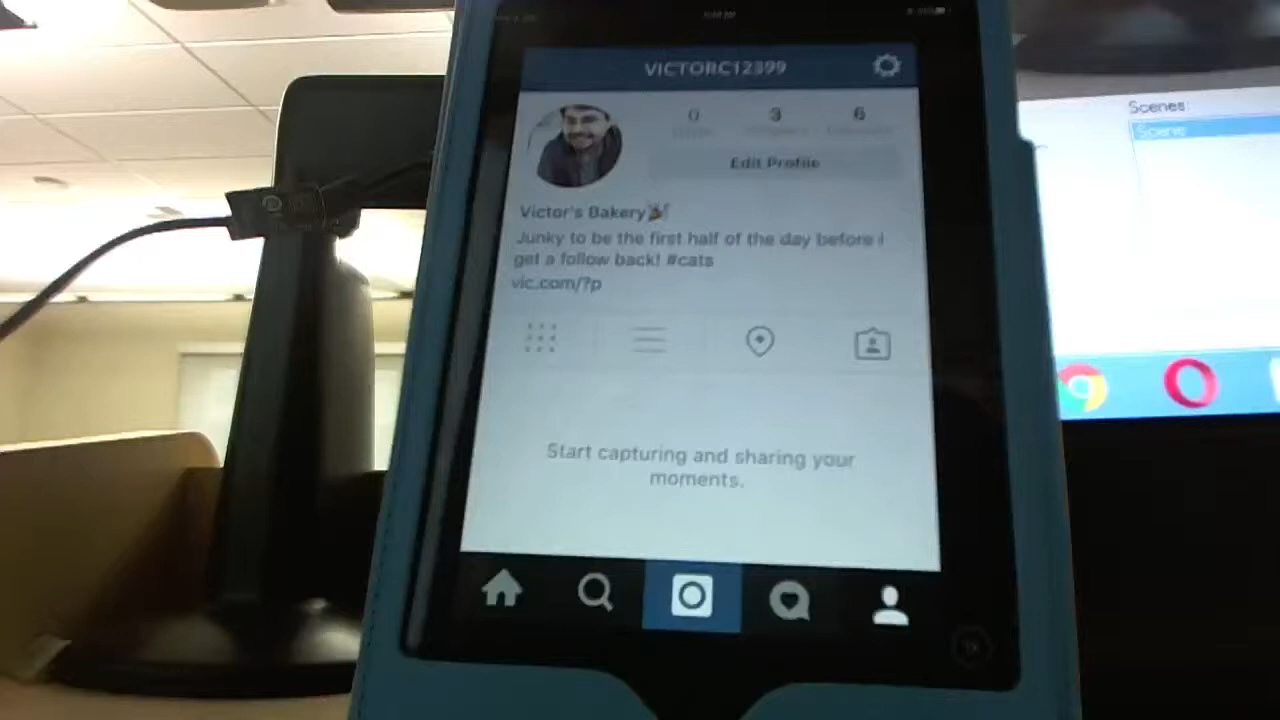 VICTORC12399
0 3 6
Edit Profile
Victor's Bakery🎉
Junky to be the first half of the day before i
get a follow back! #cats
vic.com/?p
Start capturing and sharing your
moments.
Scenes:
Scene